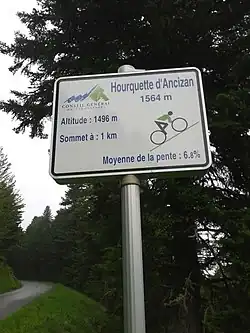 Hourquette d'Ancizan
1564 m
CONSEIL GÉNÉRAL
Altitude : 1496 m
Sommet à : 1 km
Moyenne de la pente : 6.8%